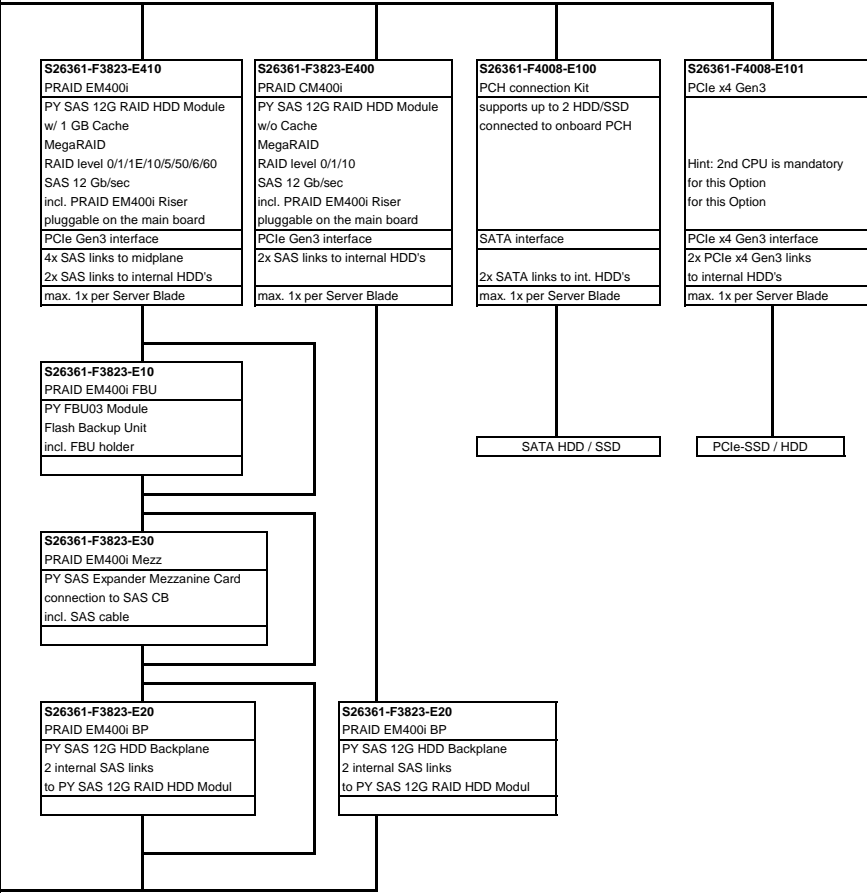 S26361-F3823-E410
PRAID EM400i
PY SAS 12G RAID HDD Module
w/ 1 GB Cache
MegaRAID
RAID level 0/1/1E/10/5/50/6/60
SAS 12 Gb/sec
incl. PRAID EM400i Riser
pluggable on the main board
PCIe Gen3 interface
4x SAS links to midplane
2x SAS links to internal HDD's
max. 1x per Server Blade
S26361-F3823-E400
PRAID CM400i
PY SAS 12G RAID HDD Module
w/o Cache
MegaRAID
RAID level 0/1/10
SAS 12 Gb/sec
incl. PRAID EM400i Riser
pluggable on the main board
PCIe Gen3 interface
2x SAS links to internal HDD's
max. 1x per Server Blade
S26361-F4008-E100
PCH connection Kit
supports up to 2 HDD/SSD
connected to onboard PCH
SATA interface
2x SATA links to int. HDD's
max. 1x per Server Blade
S26361-F4008-E101
PCIe x4 Gen3
Hint: 2nd CPU is mandatory
for this Option
for this Option
PCIe x4 Gen3 interface
2x PCIe x4 Gen3 links
to internal HDD's
max. 1x per Server Blade
S26361-F3823-E10
PRAID EM400i FBU
PY FBU03 Module
Flash Backup Unit
incl. FBU holder
SATA HDD / SSD
PCIe-SSD / HDD
S26361-F3823-E30
PRAID EM400i Mezz
PY SAS Expander Mezzanine Card
connection to SAS CB
incl. SAS cable
S26361-F3823-E20
PRAID EM400i BP
PY SAS 12G HDD Backplane
2 internal SAS links
to PY SAS 12G RAID HDD Modul
S26361-F3823-E20
PRAID EM400i BP
PY SAS 12G HDD Backplane
2 internal SAS links
to PY SAS 12G RAID HDD Modul